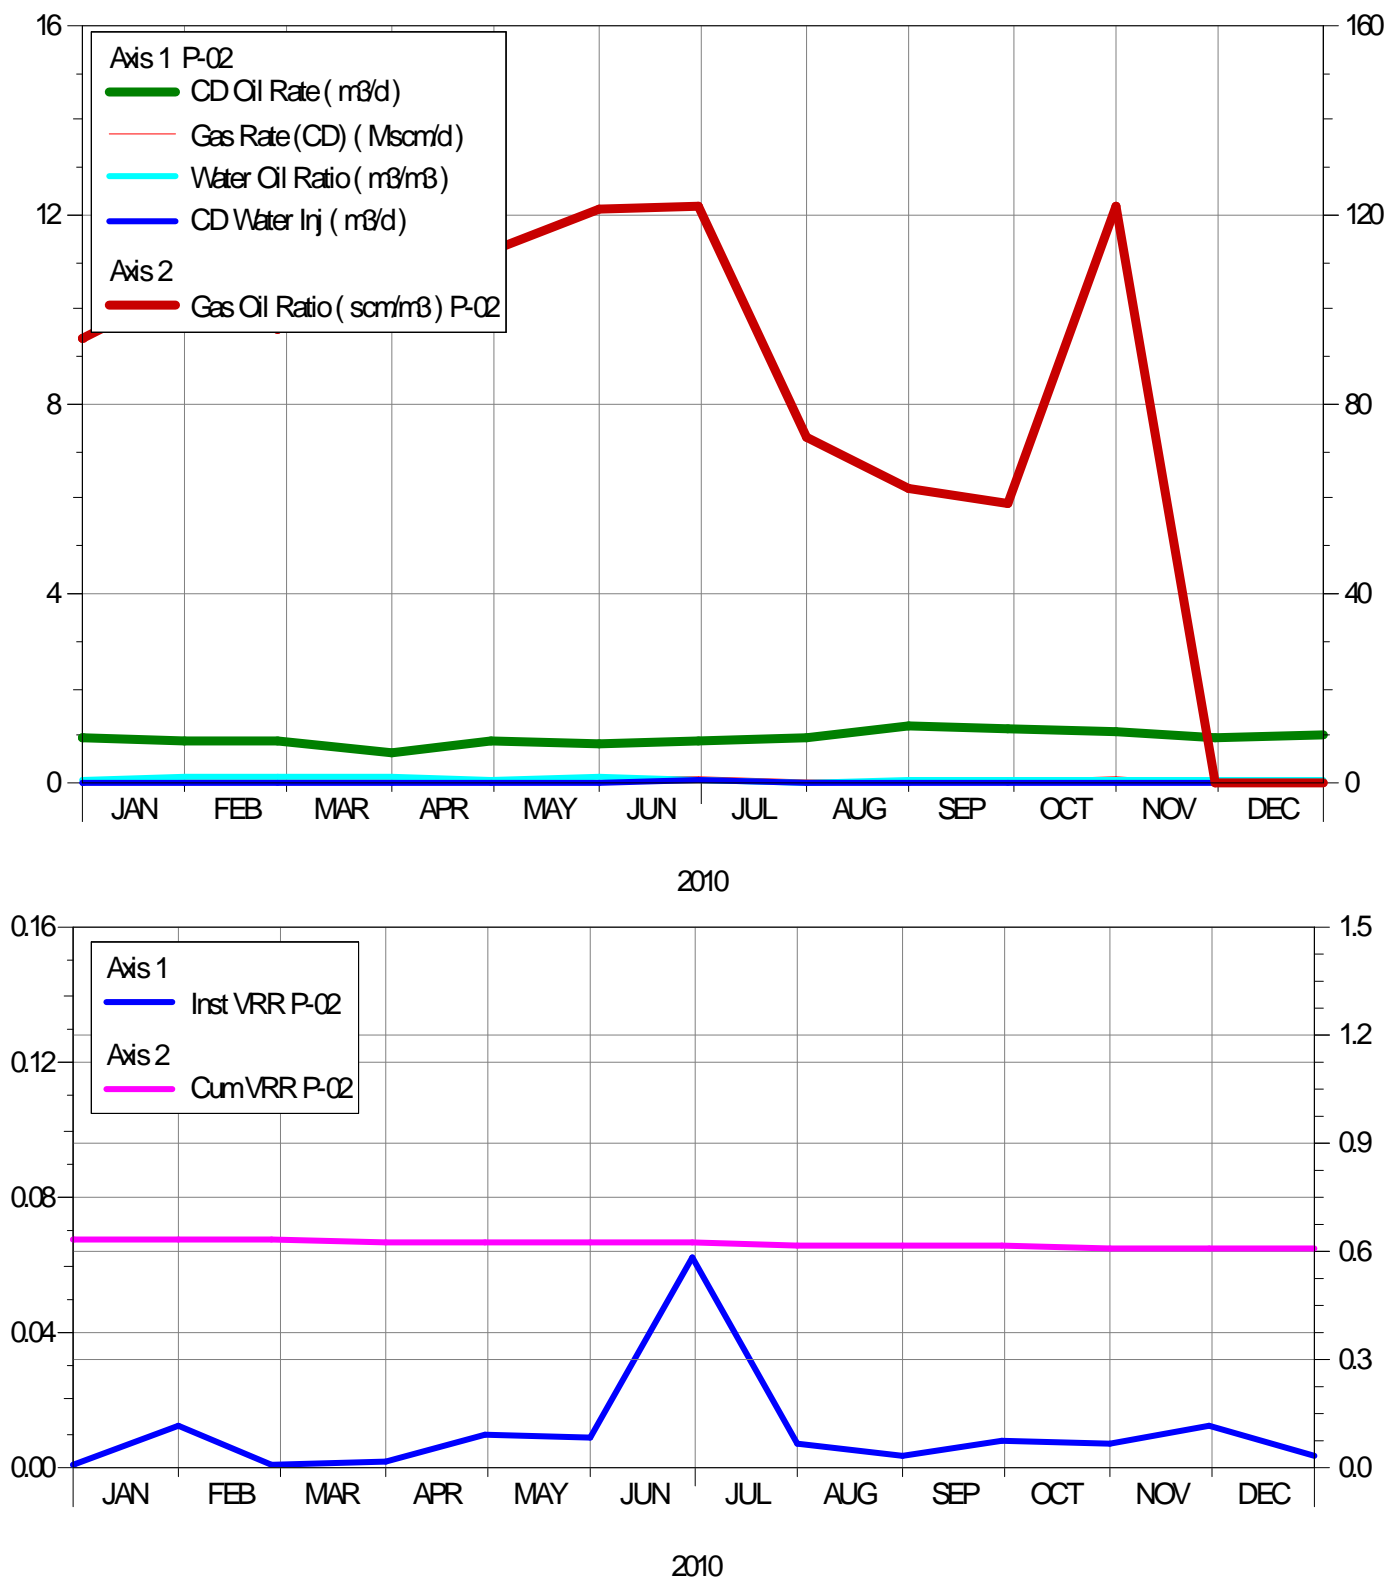 16
160
Axis 1 P-02
CD Oil Rate ( m3/d )
Gas Rate (CD) ( Mscm/d )
Water Oil Ratio ( m3/m3 )
CD Water Inj ( m3/d )
Axis 2
Gas Oil Ratio ( scm/m3 ) P-02
12
120
8
80
4
40
0
0
JAN FEB MAR APR MAY JUN JUL AUG SEP OCT NOV DEC
2010
0.16
1.5
Axis 1
Inst VRR P-02
Axis 2
Cum VRR P-02
1.2
0.12
0.9
0.08
0.6
0.04
0.3
0.00
0.0
JAN FEB MAR APR MAY JUN JUL AUG SEP OCT NOV DEC
2010